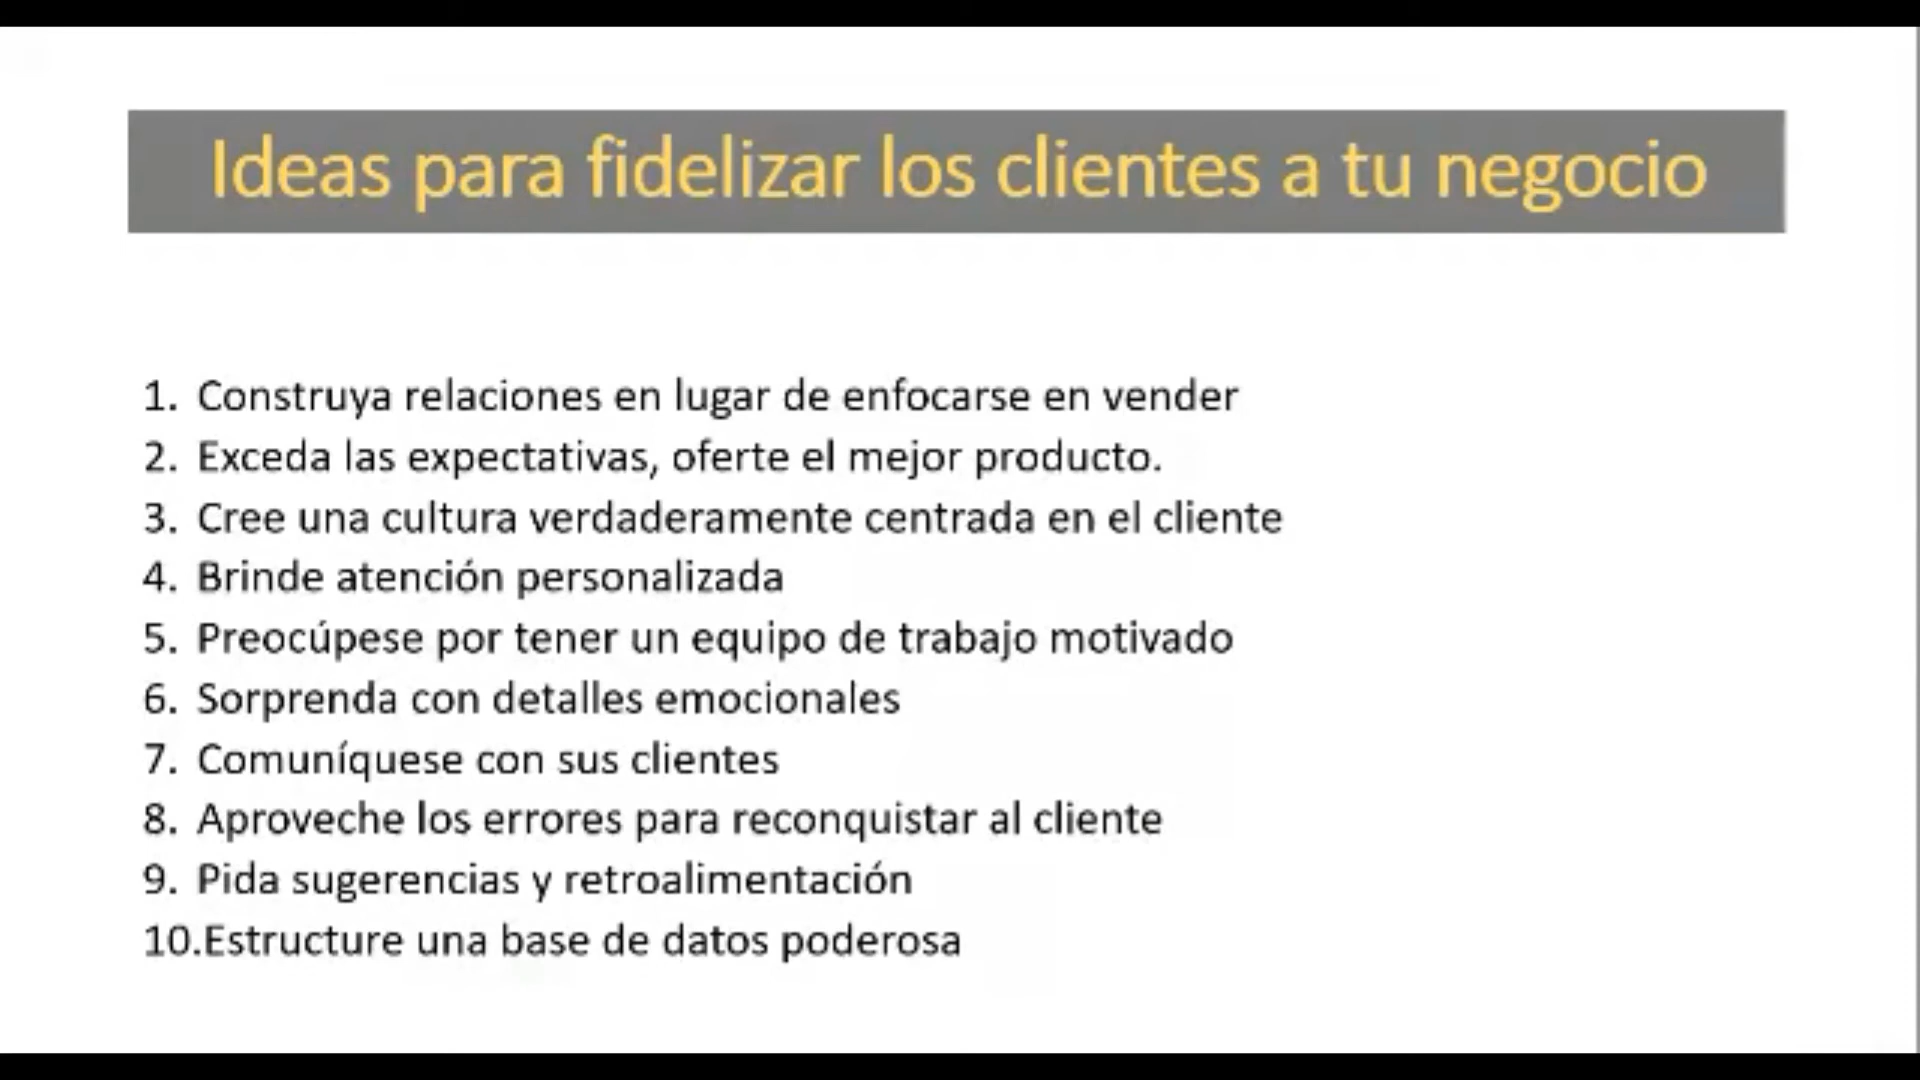 Ideas para fidelizar los clientes a tu negocio
1. Construya relaciones en lugar de enfocarse en vender
2. Exceda las expectativas, oferte el mejor producto.
3. Cree una cultura verdaderamente centrada en el cliente
4. Brinde atención personalizada
5. Preocúpese por tener un equipo de trabajo motivado
6. Sorprenda con detalles emocionales
7. Comuníquese con sus clientes
8. Aproveche los errores para reconquistar al cliente
9. Pida sugerencias y retroalimentación
10.Estructure una base de datos poderosa